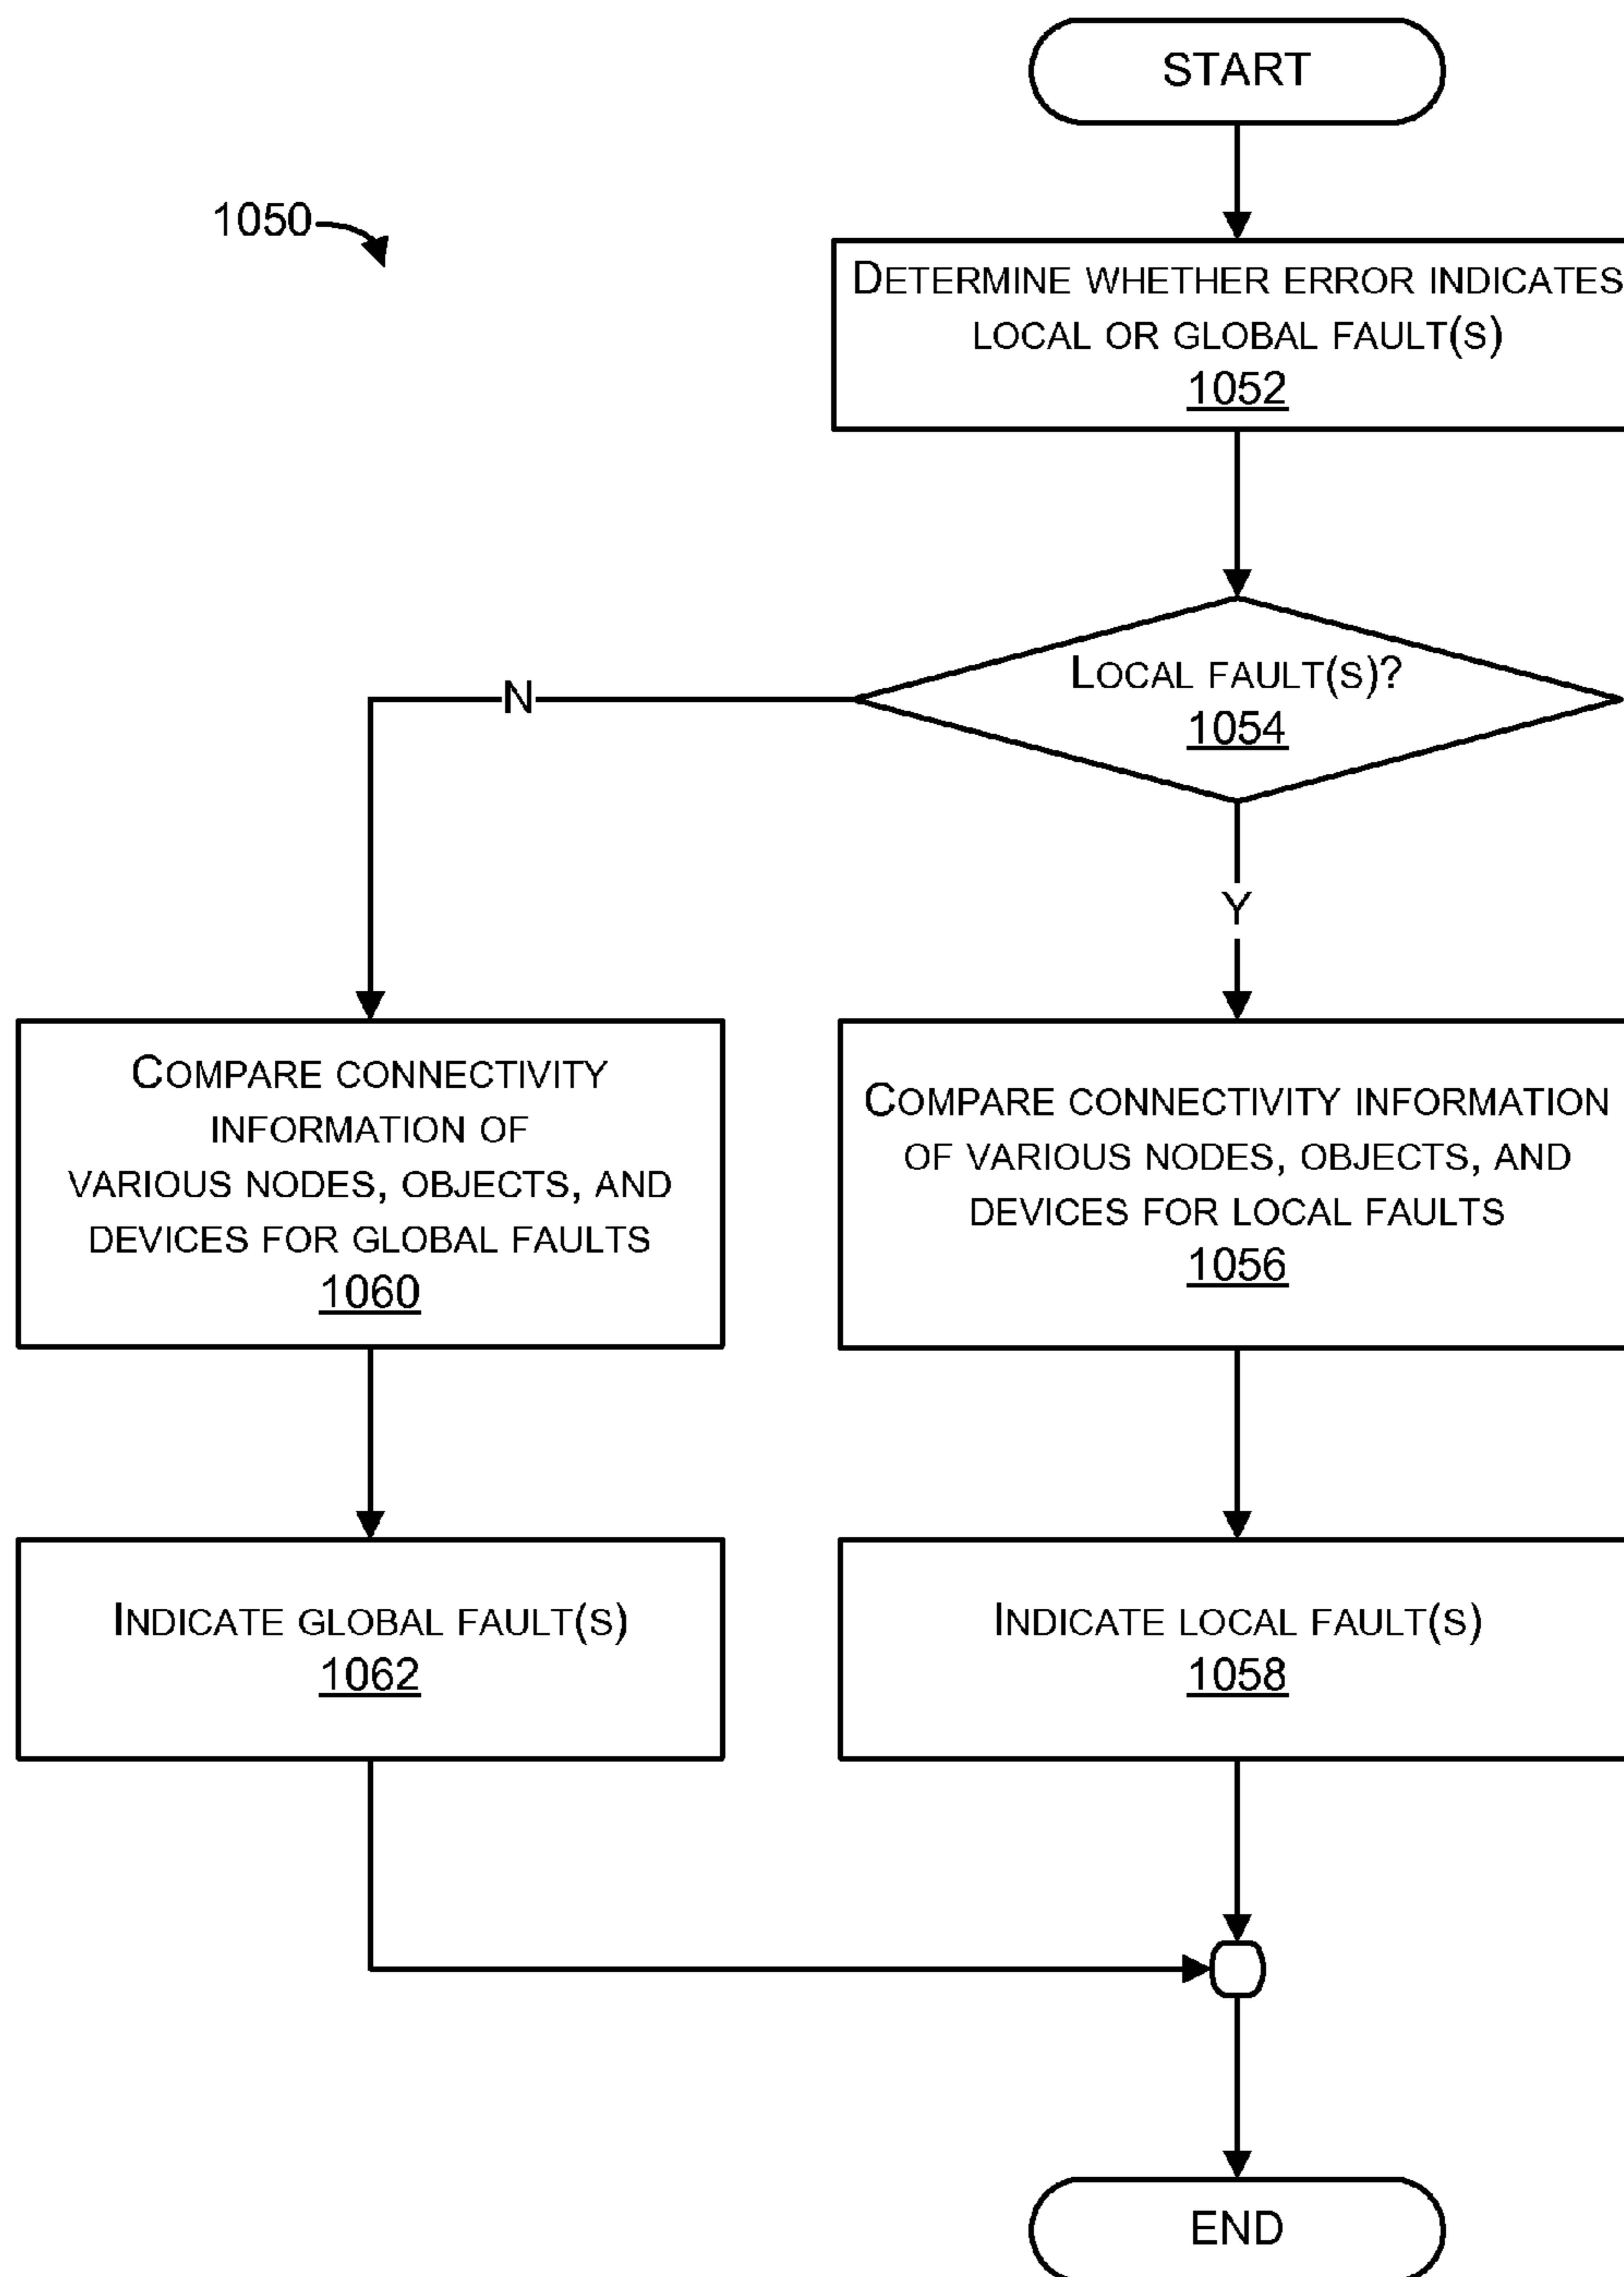 START
1050
DETERMINE WHETHER ERROR INDICATES
LOCAL OR GLOBAL FAULT(S)
1052
LOCAL FAULT(S)?
1054
N
Y
COMPARE CONNECTIVITY
INFORMATION OF
VARIOUS NODES, OBJECTS, AND
DEVICES FOR GLOBAL FAULTS
1060
COMPARE CONNECTIVITY INFORMATION
OF VARIOUS NODES, OBJECTS, AND
DEVICES FOR LOCAL FAULTS
1056
INDICATE GLOBAL FAULT(S)
1062
INDICATE LOCAL FAULT(S)
1058
END